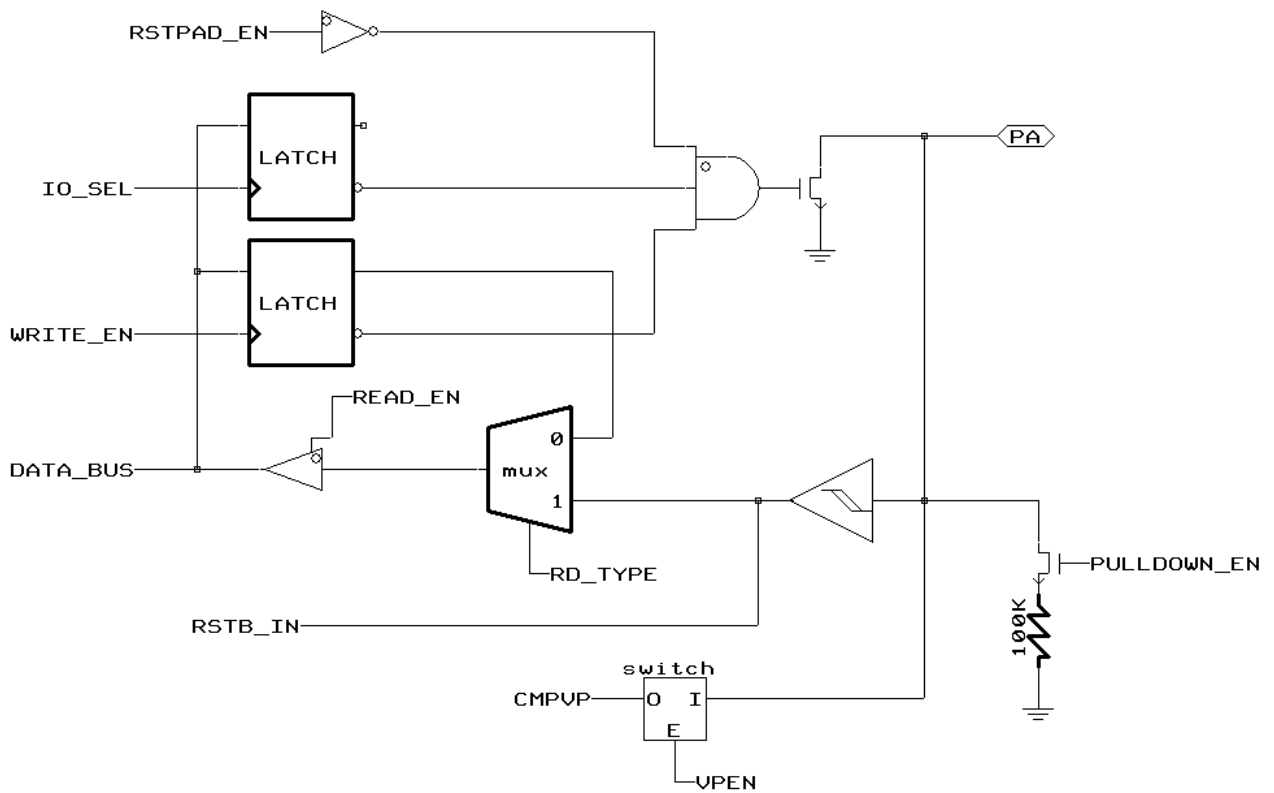 RSTPAD_EN
PA
LATCH
IO_SEL
LATCH
WRITE_EN
READ_EN
0
DATA_BUS
mux
1
RD_TYPE
PULLDOWN_EN
100K
RSTB_IN
switch
CMPVP
O I
E
VPEN